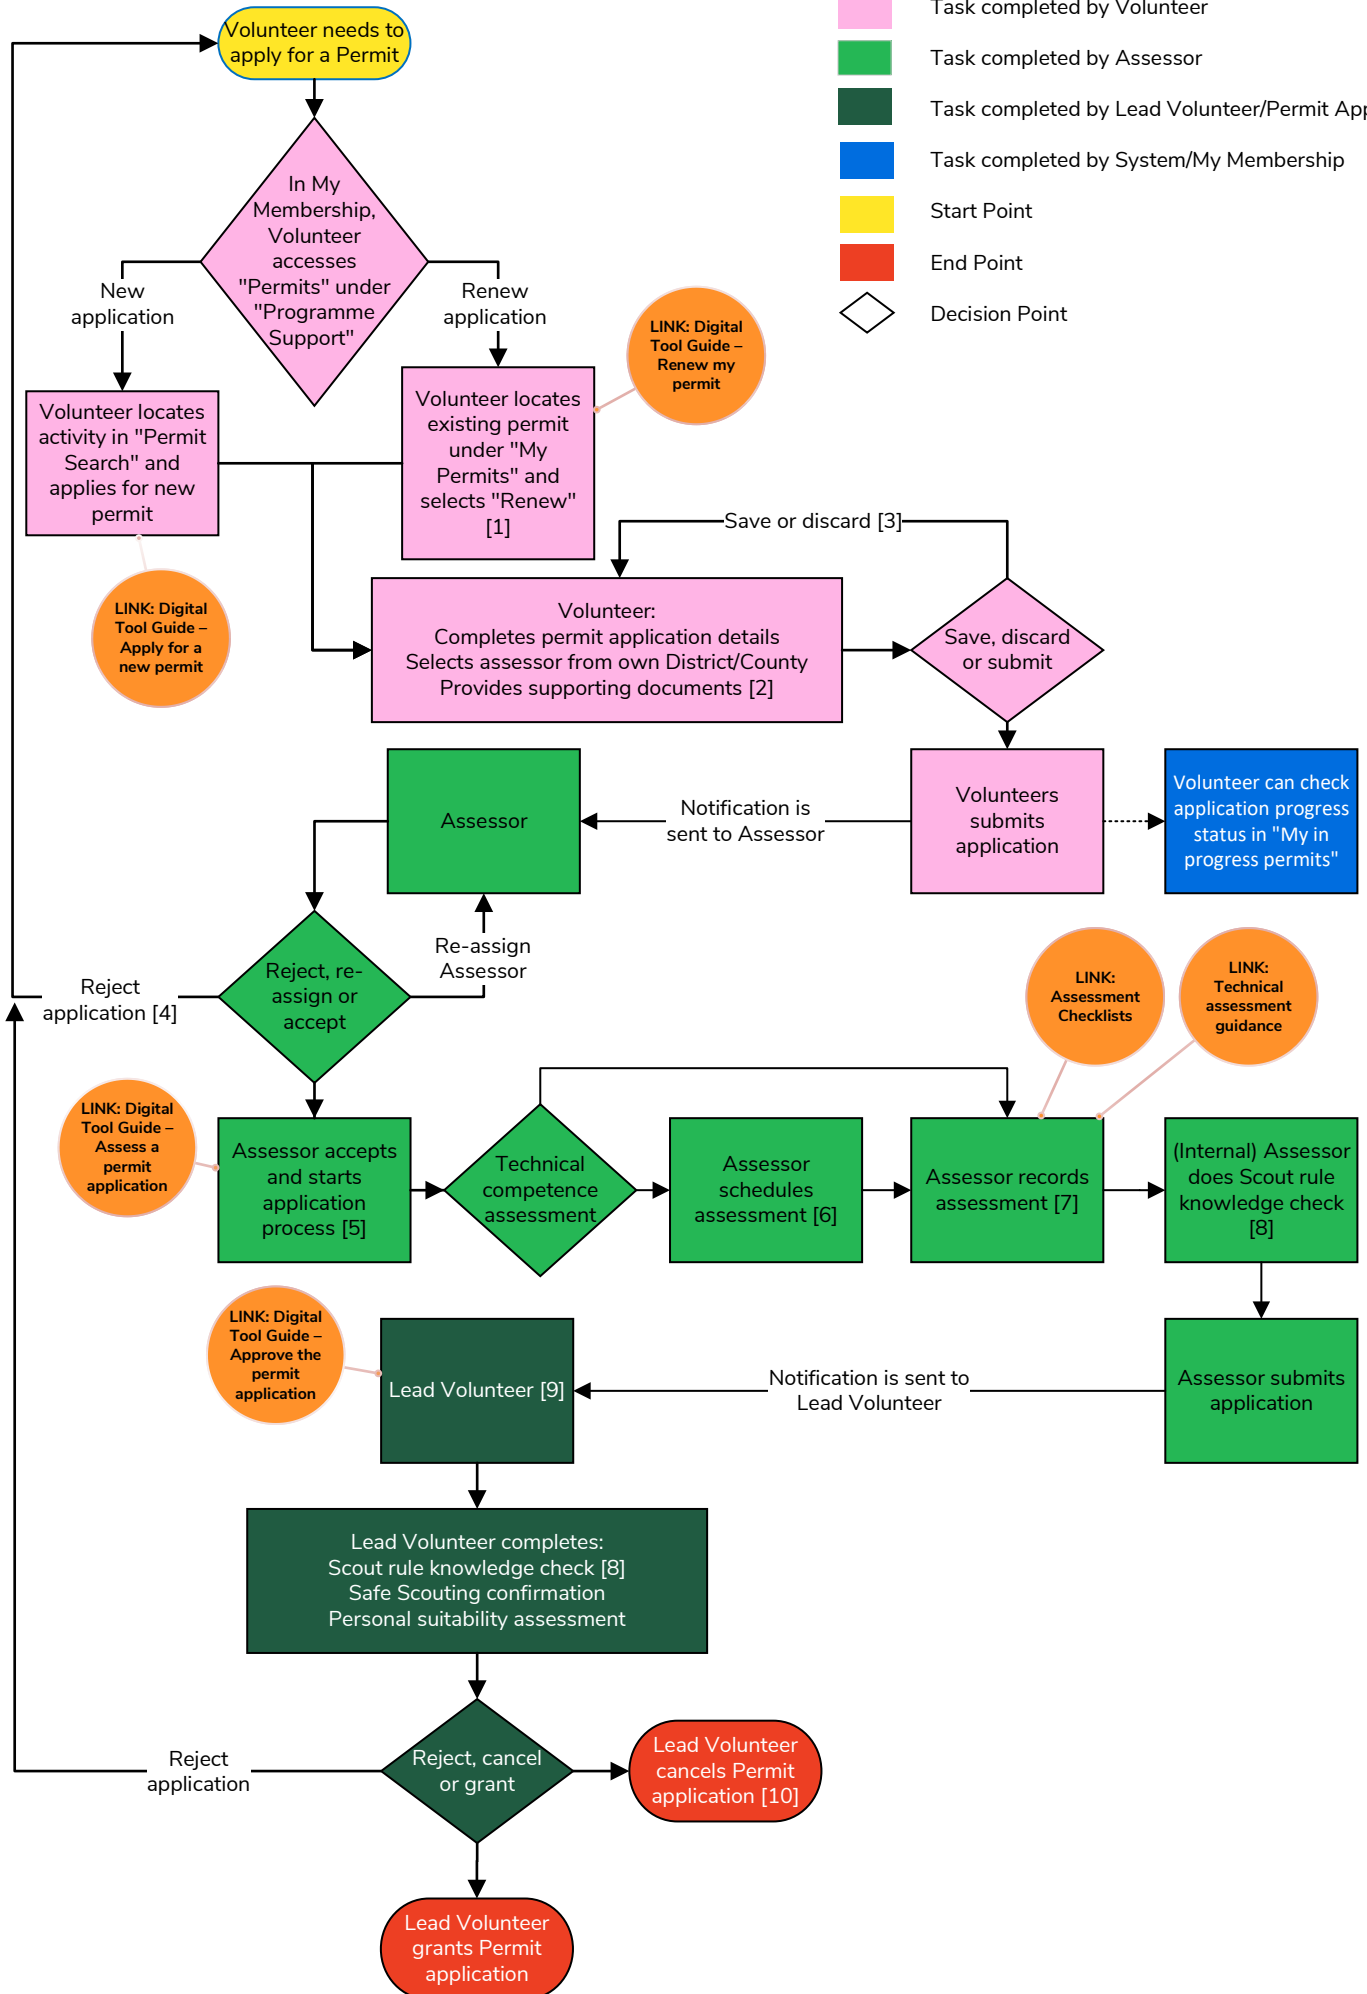 Task completed by Volunteer
Task completed by Assessor
Task completed by Lead Volunteer/Permit
Task completed by System/My Membership
Start Point
End Point
Decision Point
Volunteer needs to
apply for a Permit
In My
Membership,
Volunteer
accesses
"Permits" under
"Programme
Support"
New
application
Renew
application
LINK: Digital
Tool Guide –
Renew my
permit
Volunteer locates
activity in "Permit
Search" and
applies for new
permit
Volunteer locates
existing permit
under "My
Permits" and
selects "Renew"
[1]
LINK: Digital
Tool Guide –
Apply for a
new permit
Save or discard [3]
Volunteer:
Completes permit application details
Selects assessor from own District/County
Provides supporting documents [2]
Save, discard
or submit
Assessor
Notification is
sent to Assessor
Volunteers
submits
application
Volunteer can check
application progress
status in "My in
progress permits"
Reject, re-
assign or
accept
Re-assign
Assessor
Reject
application [4]
LINK:
Assessment
Checklists
LINK:
Technical
assessment
guidance
LINK: Digital
Tool Guide –
Assess a
permit
application
Assessor accepts
and starts
application
process [5]
Technical
competence
assessment
Assessor
schedules
assessment [6]
Assessor records
assessment [7]
(Internal) Assessor
does Scout rule
knowledge check
[8]
LINK: Digital
Tool Guide –
Approve the
permit
application
Lead Volunteer [9]
Notification is sent to
Lead Volunteer
Assessor submits
application
Lead Volunteer completes:
Scout rule knowledge check [8]
Safe Scouting confirmation
Personal suitability assessment
Reject
application
Reject, cancel
or grant
Lead Volunteer
cancels Permit
application [10]
Lead Volunteer
grants Permit
application